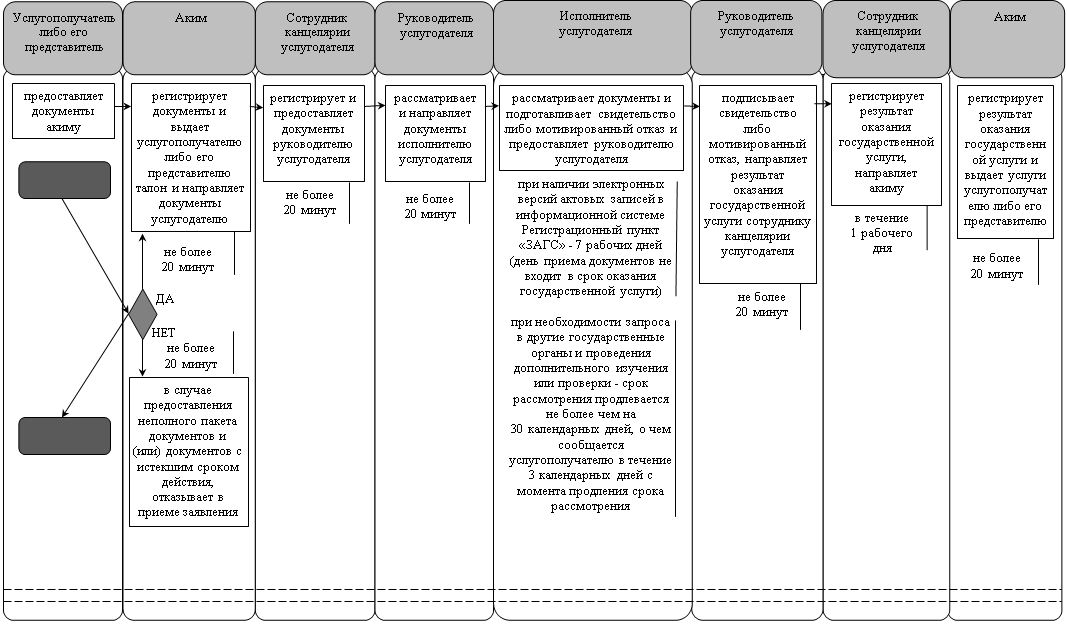 Услугополучатель
либо его
представитель
Аким
Сотрудник
канцелярии
услугодателя
Руководитель
услугодателя
Исполнитель
услугодателя
Руководитель
услугодателя
Сотрудник
канцелярии
услугодателя
Аким
предоставляет
документы
акиму
регистрирует
документы и
выдает
услугополучателю
либо его
представителю
талон и направляет
документы
услугодателю
не более
20 минут
ДА
НЕТ
не более
20 минут
в случае
предоставления
неполного пакета
документов и
(или) документов с
истекшим сроком
действия,
отказывает в
приеме заявления
регистрирует и
предоставляет
документы
руководителю
услугодателя
не более
20 минут
рассматривает
и направляет
документы
исполнителю
услугодателя
не более
20 минут
рассматривает документы и
подготавливает свидетельство
либо мотивированный отказ и
предоставляет руководителю
услугодателя
при наличии электронных
версий актовых записей в
информационной системе
Регистрационный пункт
«ЗАГС» - 7 рабочих дней
(день приема документов не
входит в срок оказания
государственной услуги)
при необходимости запроса
в другие государственные
органы и проведения
дополнительного изучения
или проверки - срок
рассмотрения продлевается
не более чем на
30 календарных дней, о чем
сообщается
услугополучателю в течение
3 календарных дней с
момента продления срока
рассмотрения
подписывает
свидетельство
либо
мотивированный
отказ, направляет
результат
оказания
государственной
услуги сотруднику
канцелярии
услугодателя
не более
20 минут
регистрирует
результат
оказания
государственной
услуги,
направляет
акиму
в течение
1 рабочего
дня
регистрирует
результат
оказания
государственн
ой услуги и
выдает услуги
услугополучат
елю либо его
представителю
не более
20 минут